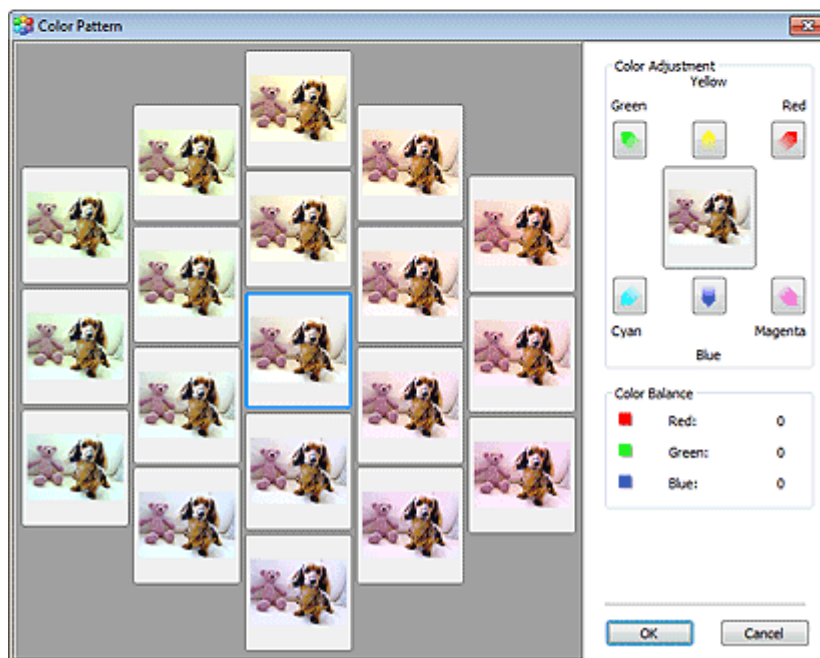 Color Pattern
Color Adjustment
Yellow
Green Red
Cyan Magenta
Blue
Color Balance
Red: 0
Green: 0
Blue: 0
OK Cancel